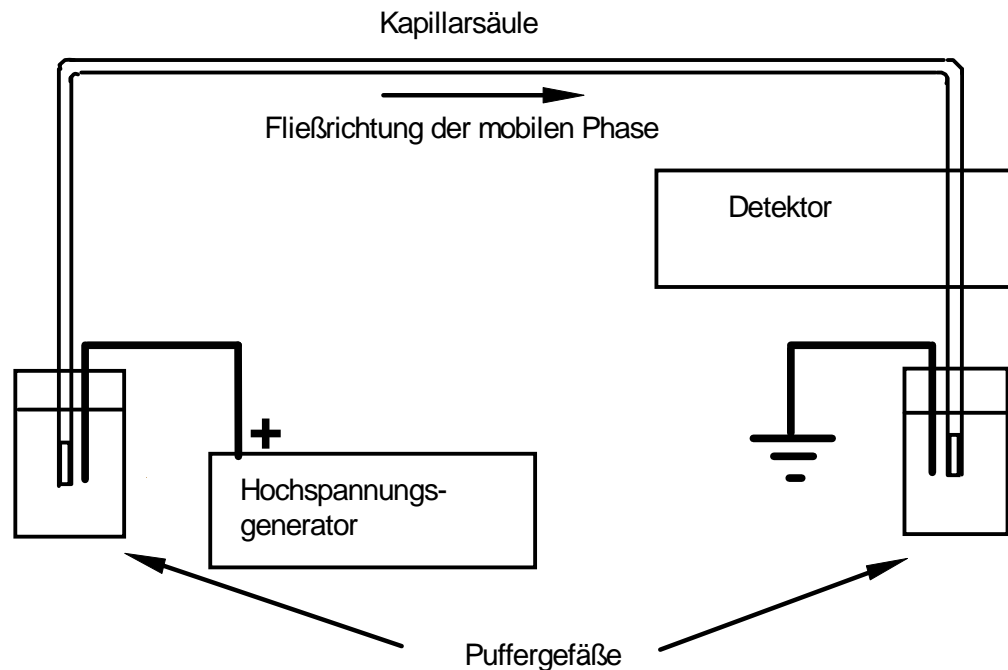 Kapillarsäule
Fließrichtung der mobilen Phase
Detektor
+
Hochspannungs-
generator
Puffergefäße